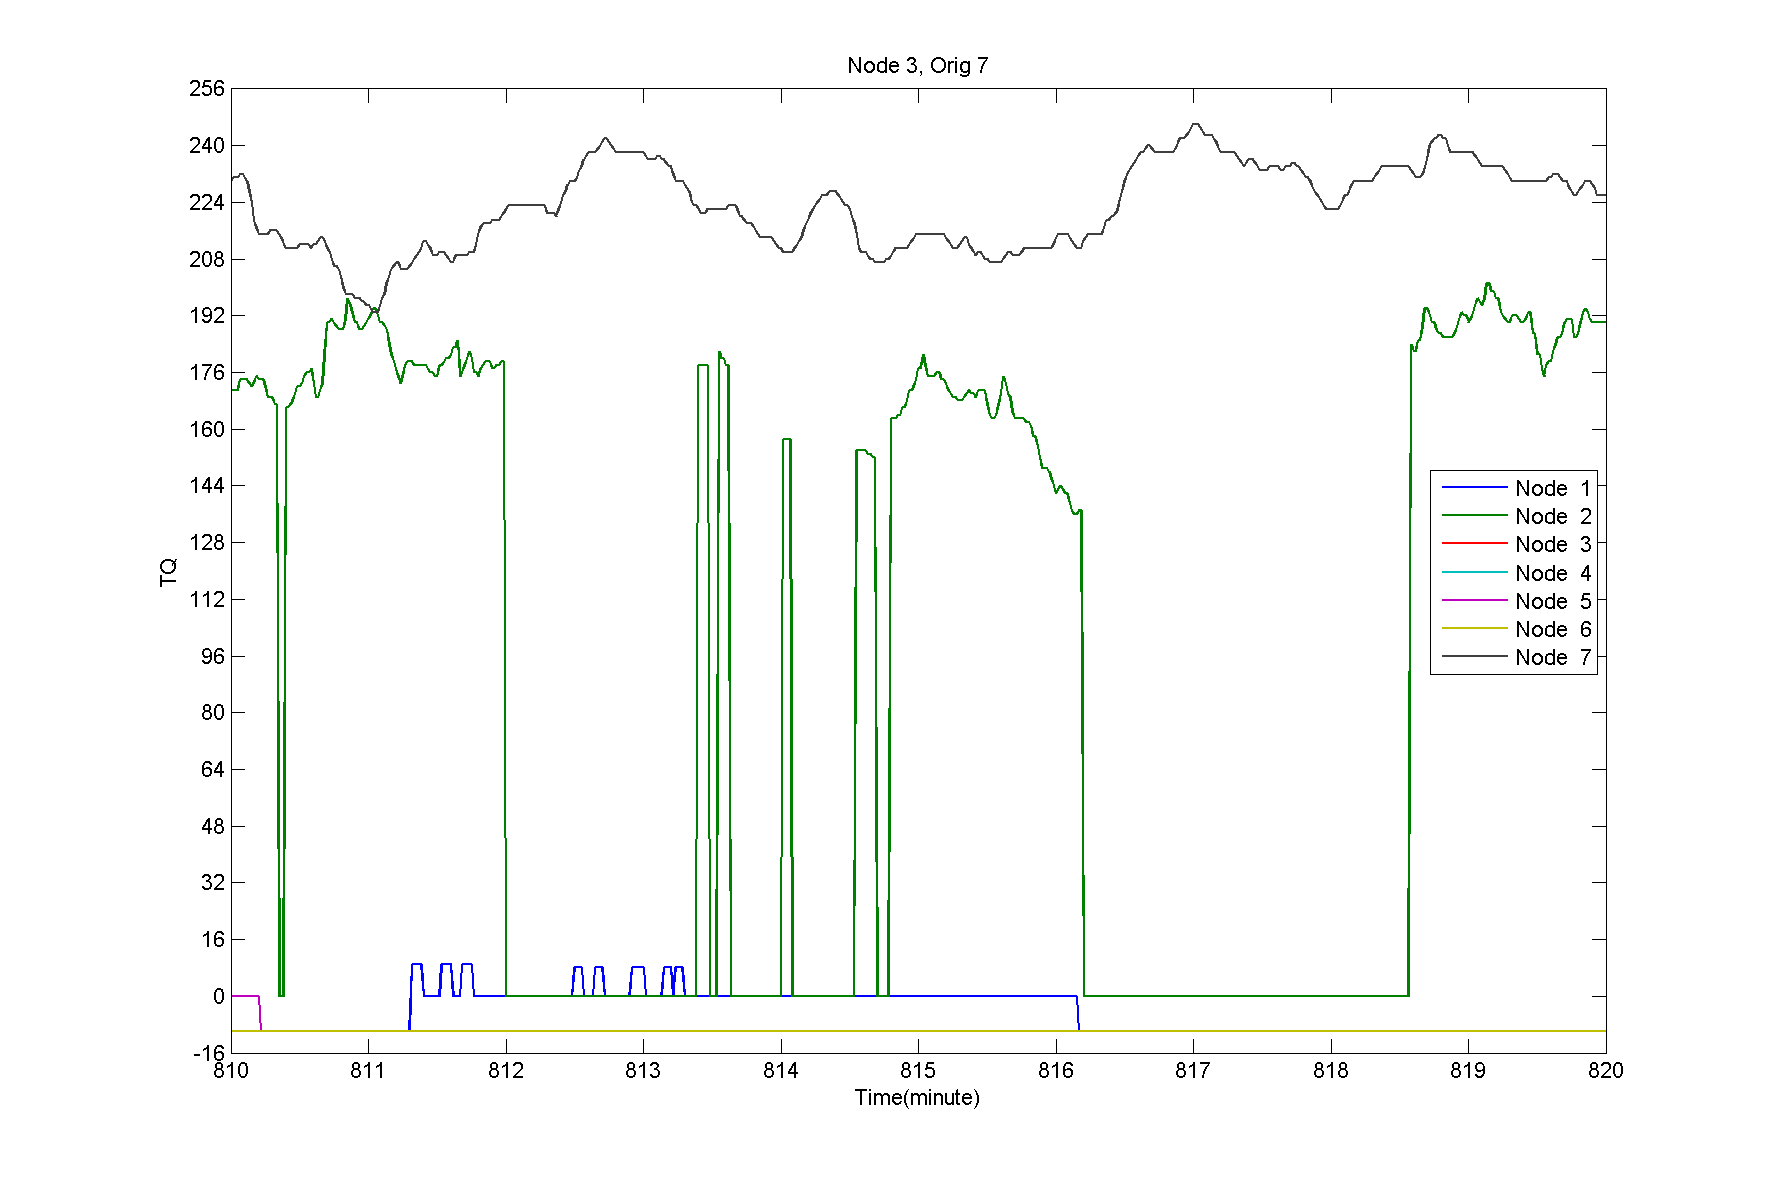 Node 3, Orig 7
256
240
224
208
192
176
160
144
128
112
96
80
64
48
32
16
0
-16
TQ
810 811 812 813 814 815 816 817 818 819 820
Time(minute)
Node 1
Node 2
Node 3
Node 4
Node 5
Node 6
Node 7